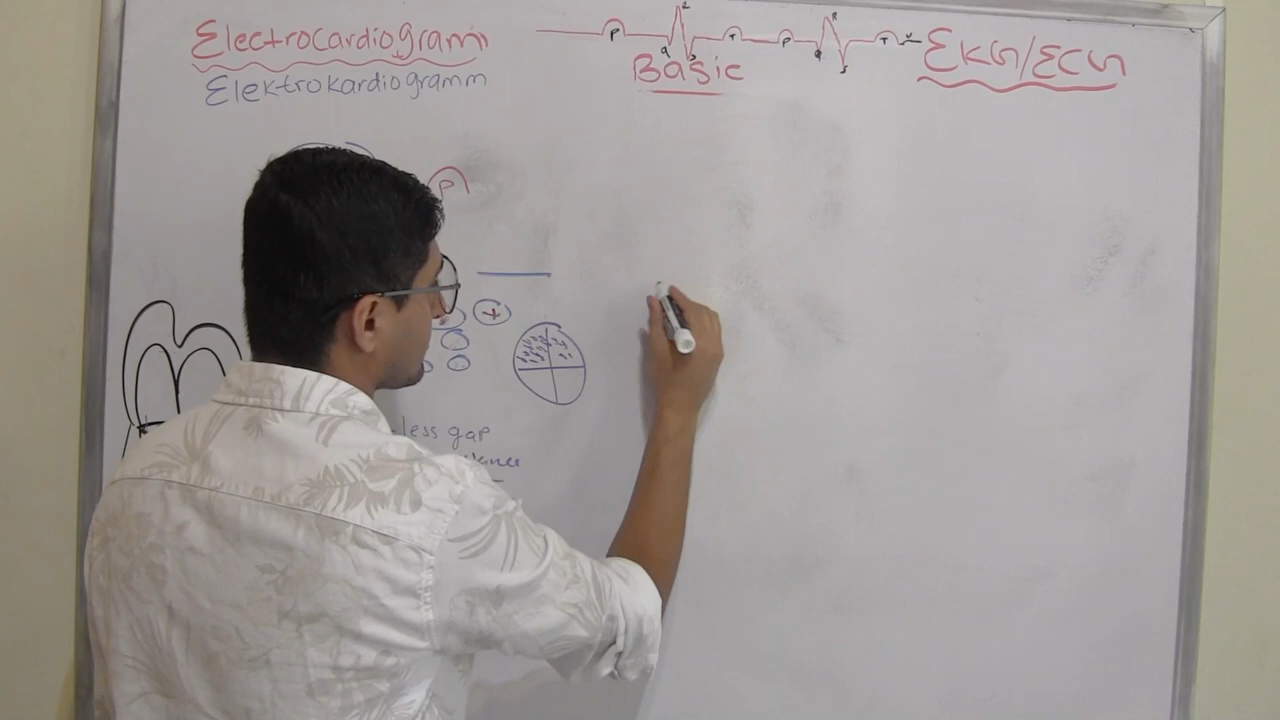 Electrocardiogram
Elektrokardiogramm
P R Q S T P R Q S T U
Basic
EKG/ECG
P
+
less gap